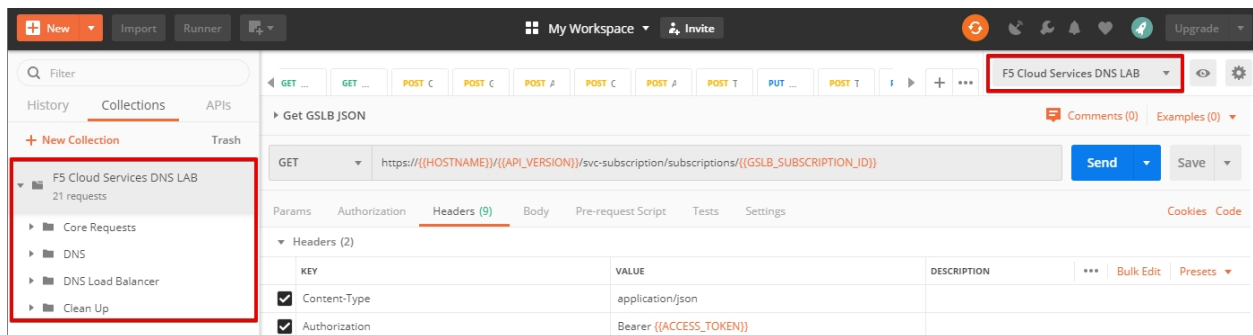 New
Import
Runner
My Workspace
Invite
Upgrade
Filter
History
Collections
APIs
New Collection
Trash
F5 Cloud Services DNS LAB
21 requests
Core Requests
DNS
DNS Load Balancer
Clean Up
GET ...
GET ...
POST C
POST C
POST A
POST C
POST A
POST T
PUT ...
POST T
F5 Cloud Services DNS LAB
Get GSLB JSON
Comments (0)
Examples (0)
GET
https://{{HOSTNAME}}/{{API_VERSION}}/svc-subscription/subscriptions/{{GSLB_SUBSCRIPTION_ID}}
Send
Save
Params
Authorization
Headers (9)
Body
Pre-request Script
Tests
Settings
Cookies
Code
Headers (2)
KEY
VALUE
DESCRIPTION
Bulk Edit
Presets
Content-Type
application/json
Authorization
Bearer {{ACCESS_TOKEN}}